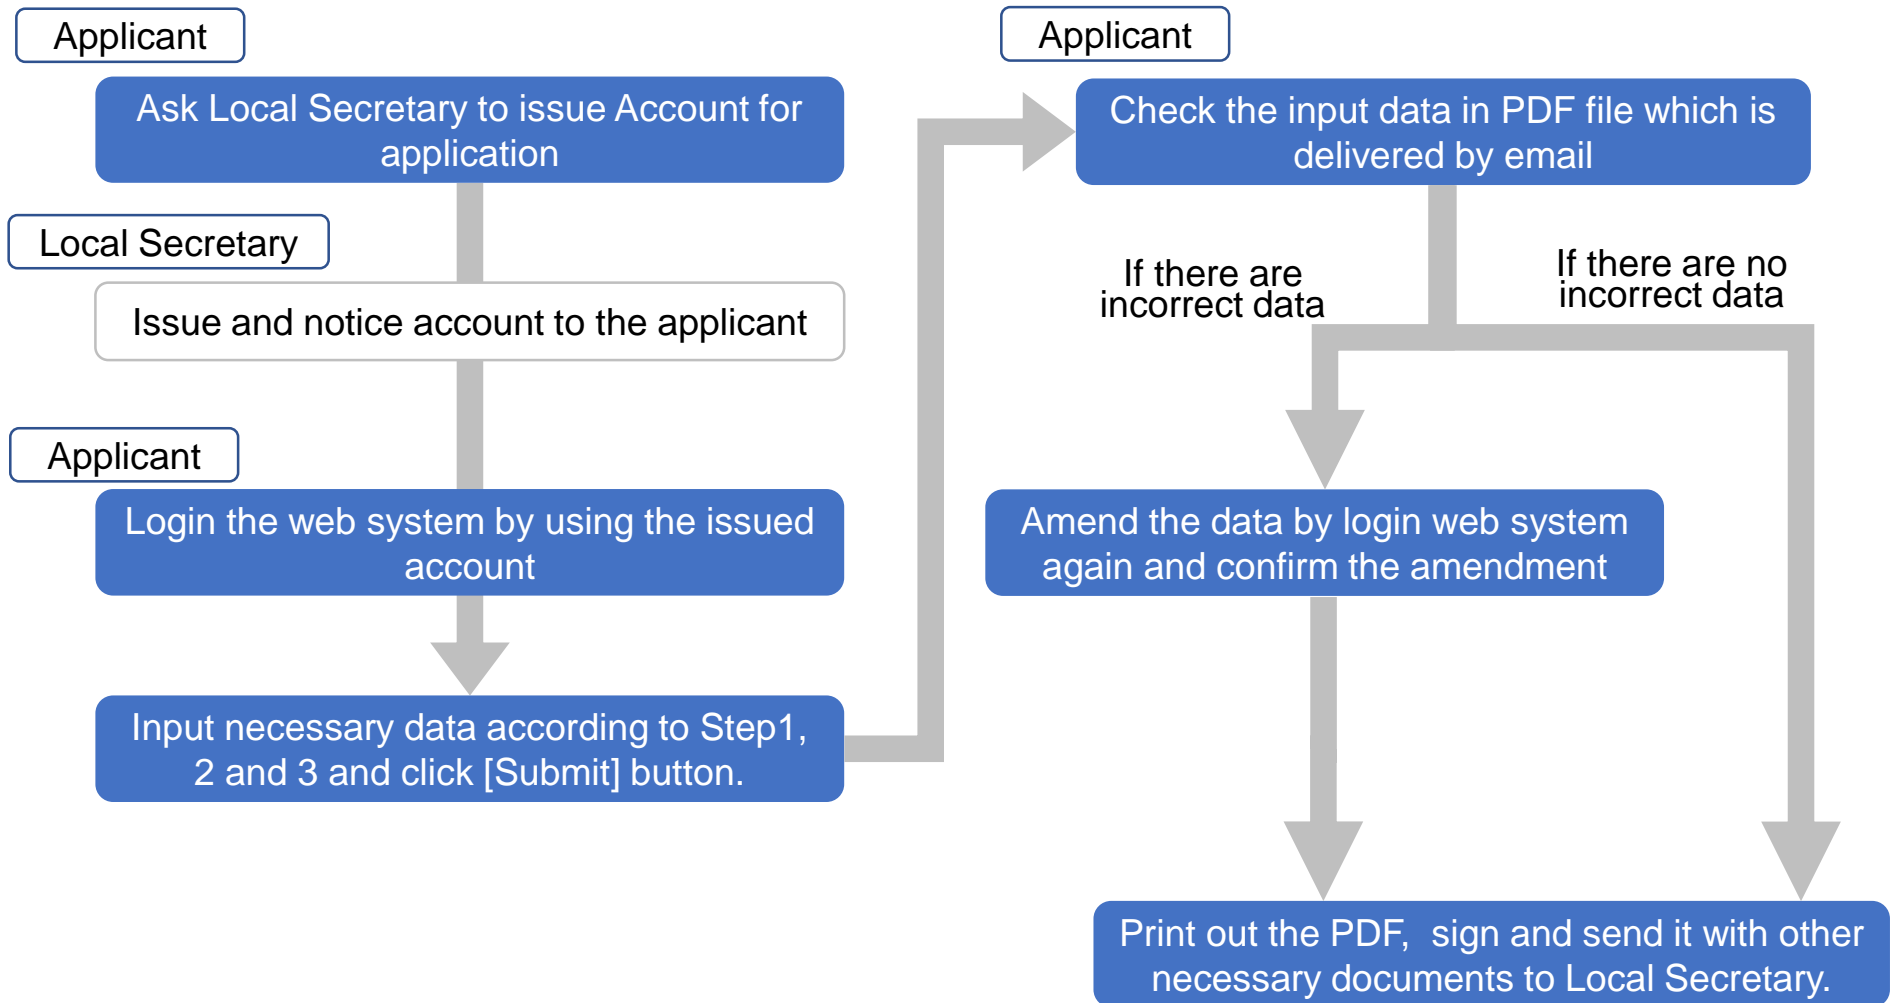 Applicant
Ask Local Secretary to issue Account for
application
Local Secretary
Issue and notice account to the applicant
Applicant
Login the web system by using the issued
account
Input necessary data according to Step1,
2 and 3 and click [Submit] button.
Applicant
Check the input data in PDF file which is
delivered by email
If there are
incorrect data
If there are no
incorrect data
Amend the data by login web system
again and confirm the amendment
Print out the PDF,  sign and send it with other
necessary documents to Local Secretary.